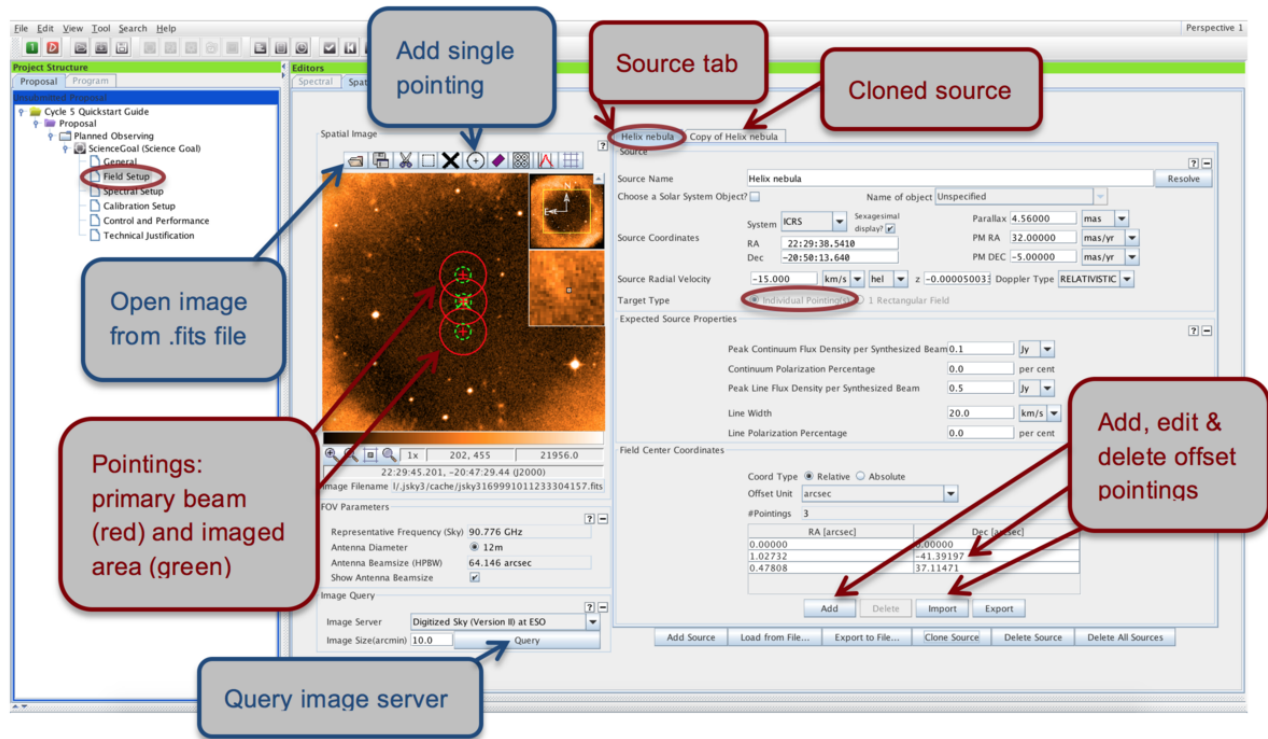 File Edit View Tool Search Help
Perspective 1
Project Structure
Proposal Program
Unsubmitted Proposal
Cycle 5 Quickstart Guide
Proposal
Planned Observing
ScienceGoal (Science Goal)
General
Field Setup
Spectral Setup
Calibration Setup
Control and Performance
Technical Justification
Open image
from .fits file
Pointings:
primary beam
(red) and imaged
area (green)
Query image server
Add single
pointing
Source tab
Cloned source
Add, edit &
delete offset
pointings
Editors
Spectral
Spatial Image
?
N
E
1x 202, 455 21956.0
22:29:45.201, -20:47:29.44 (J2000)
Image Filename l/.jsky3/cache/jsky3169991011233304157.fits
FOV Parameters
? −
Representative Frequency (Sky) 90.776 GHz
Antenna Diameter 12m
Antenna Beamsize (HPBW) 64.146 arcsec
Show Antenna Beamsize
Image Query
? −
Image Server Digitized Sky (Version II) at ESO
Image Size(arcmin) 10.0 Query
Helix nebula Copy of Helix nebula
Source
? −
Source Name Helix nebula Resolve
Choose a Solar System Object? Name of object Unspecified
Source Coordinates
System ICRS Sexagesimal display? Parallax 4.56000 mas
RA 22:29:38.5410 PM RA 32.00000 mas/yr
Dec -20:50:13.640 PM DEC -5.00000 mas/yr
Source Radial Velocity -15.000 km/s hel z -0.00005003 Doppler Type RELATIVISTIC
Target Type Individual Pointing(s) 1 Rectangular Field
Expected Source Properties
? −
Peak Continuum Flux Density per Synthesized Beam 0.1 Jy
Continuum Polarization Percentage 0.0 per cent
Peak Line Flux Density per Synthesized Beam 0.5 Jy
Line Width 20.0 km/s
Line Polarization Percentage 0.0 per cent
Field Center Coordinates
Coord Type Relative Absolute
Offset Unit arcsec
#Pointings 3
RA [arcsec] Dec [arcsec]
0.00000 0.00000
1.02732 -41.39197
0.47808 37.11471
Add Delete Import Export
Add Source Load from File... Export to File... Clone Source Delete Source Delete All Sources